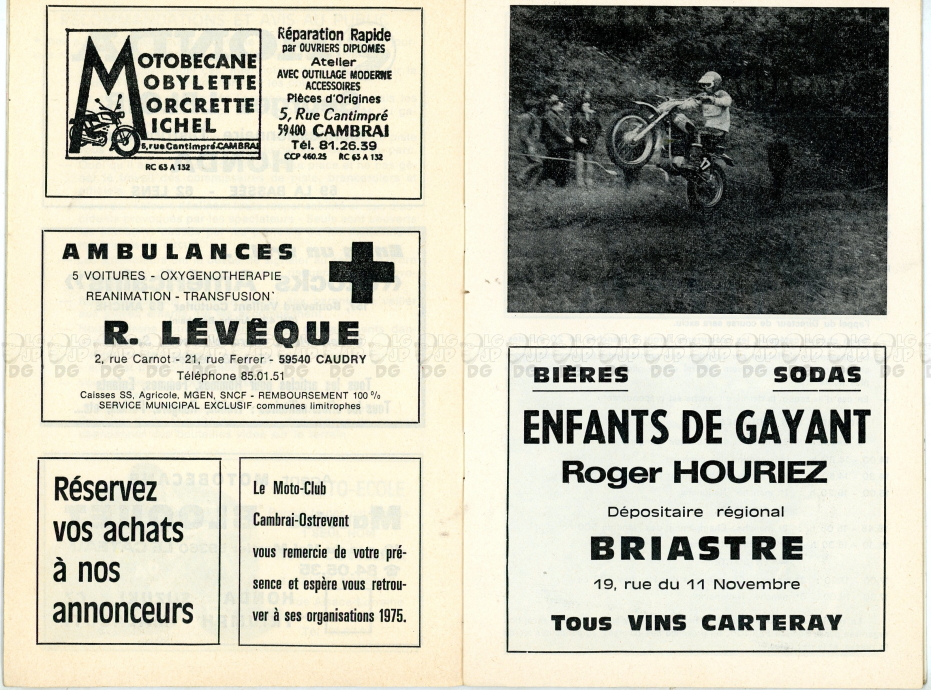 MOTOBECANE
MOBYLETTE
MORCRETTE
MICHEL
5, rue Cantimpré-CAMBRAI
RC 63 A 132
Réparation Rapide
par OUVRIERS DIPLOMES
Atelier
AVEC OUTILLAGE MODERNE
ACCESSOIRES
Pièces d'Origines
5, Rue Cantimpré
59400 CAMBRAI
Tél. 81.26.39
CCP 460.25 RC 63 A 132
AMBULANCES
5 VOITURES - OXYGENOTHERAPIE
REANIMATION - TRANSFUSION
R. LÉVÊQUE
2, rue Carnot - 21, rue Ferrer - 59540 CAUDRY
Téléphone 85.01.51
Caisses SS, Agricole, MGEN, SNCF - REMBOURSEMENT 100 %
SERVICE MUNICIPAL EXCLUSIF communes limitrophes
Réservez
vos achats
à nos
annonceurs
Le Moto-Club
Cambrai-Ostrevent
vous remercie de votre pré-
sence et espère vous retrou-
ver à ses organisations 1975.
BIÈRES SODAS
ENFANTS DE GAYANT
Roger HOURIEZ
Dépositaire régional
BRIASTRE
19, rue du 11 Novembre
Tous VINS CARTERAY